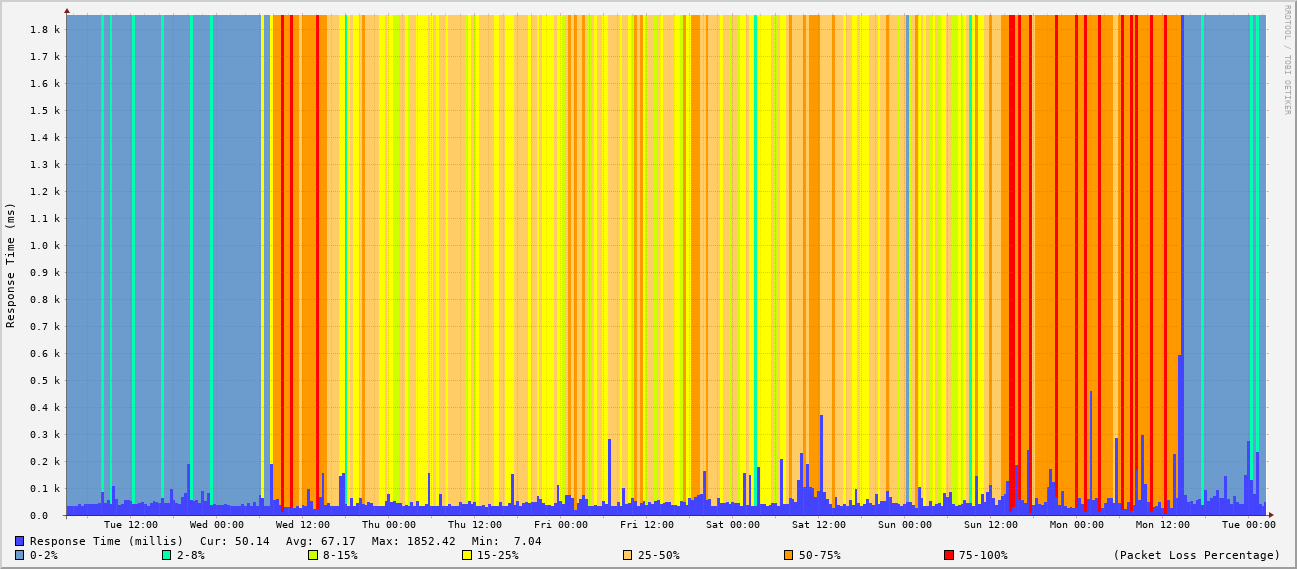 RRDTOOL / TOBI OETIKER
Response Time (ms)
1.8 k
1.7 k
1.6 k
1.5 k
1.4 k
1.3 k
1.2 k
1.1 k
1.0 k
0.9 k
0.8 k
0.7 k
0.6 k
0.5 k
0.4 k
0.3 k
0.2 k
0.1 k
0.0
Tue 12:00 Wed 00:00 Wed 12:00 Thu 00:00 Thu 12:00 Fri 00:00 Fri 12:00 Sat 00:00 Sat 12:00 Sun 00:00 Sun 12:00 Mon 00:00 Mon 12:00 Tue 00:00
Response Time (millis) Cur: 50.14 Avg: 67.17 Max: 1852.42 Min: 7.04
0-2% 2-8% 8-15% 15-25% 25-50% 50-75% 75-100% (Packet Loss Percentage)